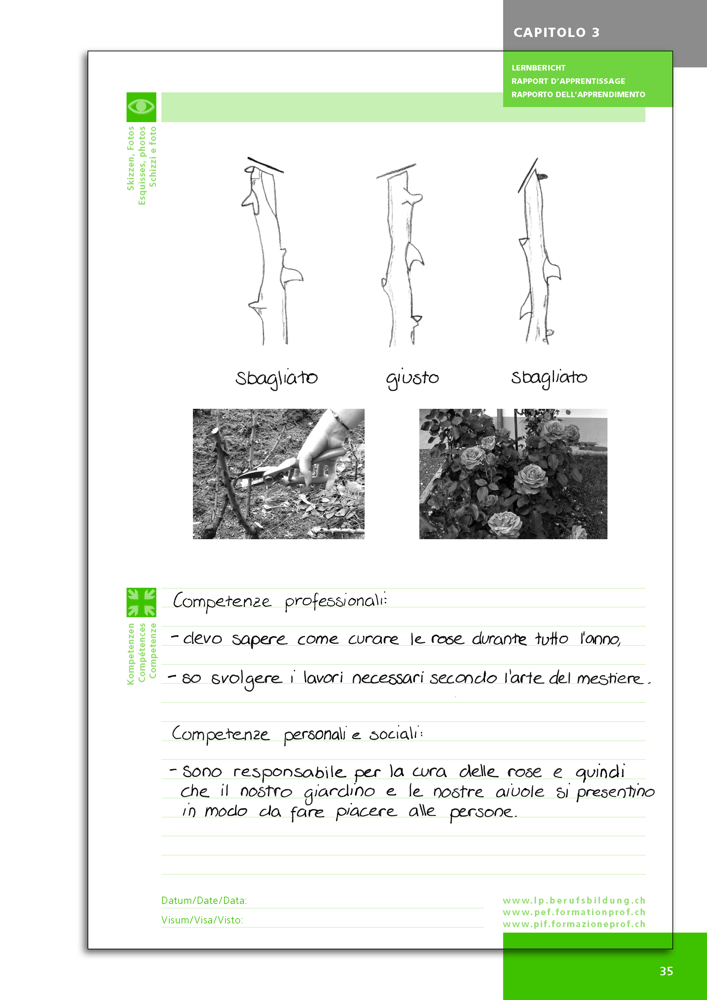 CAPITOLO 3
LERNBERICHT
RAPPORT D'APPRENTISSAGE
RAPPORTO DELL'APPRENDIMENTO
Skizzen, Fotos
Esquisses, photos
Schizzi e foto
sbagliato
giusto
sbagliato
Kompetenzen
Compétences
Competenze
Competenze professionali:
- devo sapere come curare le rose durante tutto l'anno,
- so svolgere i lavori necessari secondo l'arte del mestiere.
Competenze personali e sociali:
- sono responsabile per la cura delle rose e quindi
che il nostro giardino e le nostre aiuole si presentino
in modo da fare piacere alle persone.
Datum/Date/Data:
Visum/Visa/Visto:
www.lp.berufsbildung.ch
www.pef.formationprof.ch
www.pif.formazioneprof.ch
35